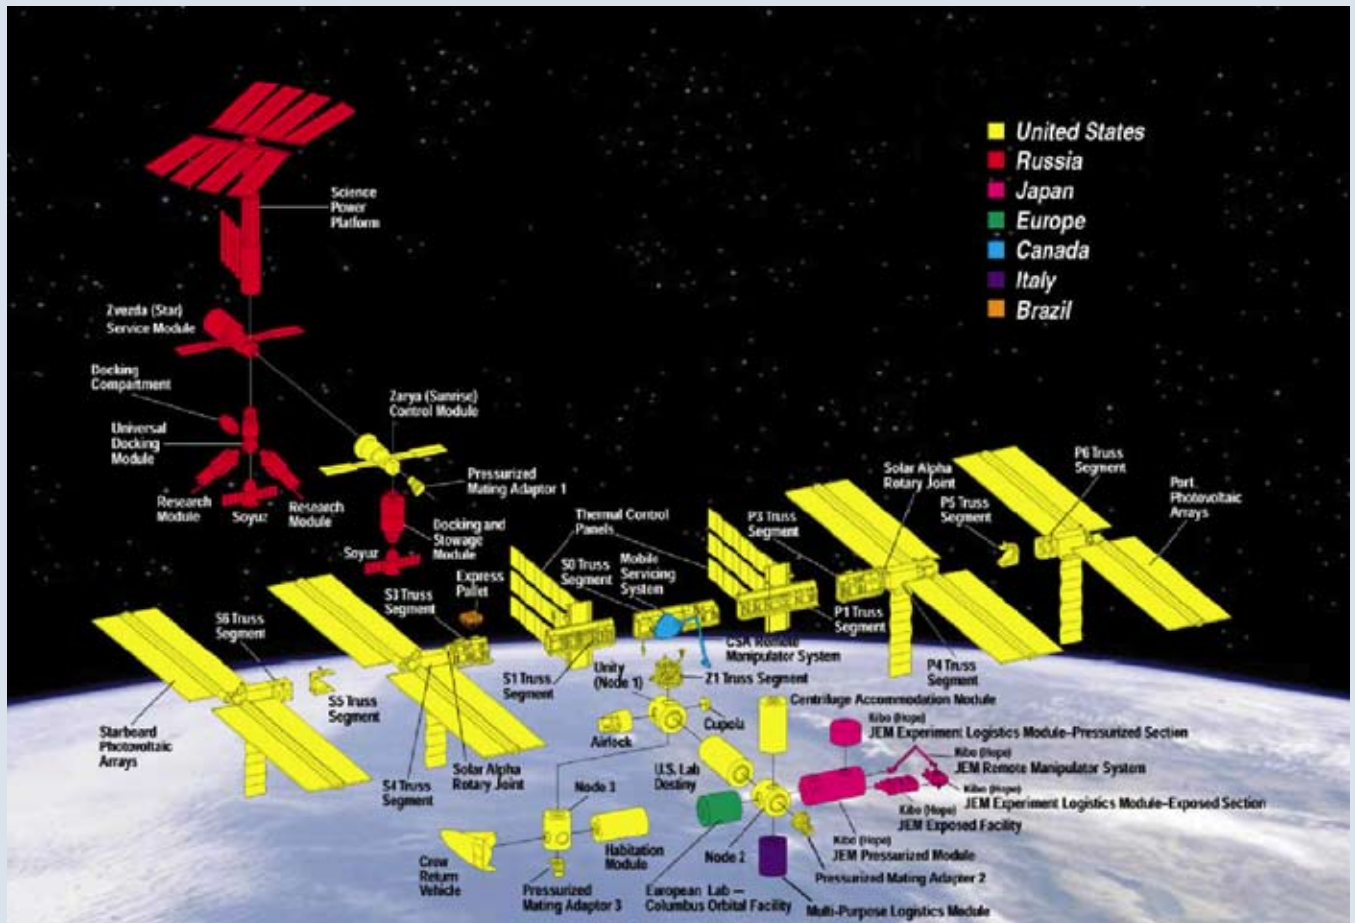 United States
Russia
Japan
Europe
Canada
Italy
Brazil
Science
Power
Platform
Zvezda (Star)
Service Module
Docking
Compartment
Universal
Docking
Module
Research
Module
Soyuz
Research
Module
Zarya (Sunrise)
Control Module
Pressurized
Mating Adaptor 1
Docking and
Stowage
Module
Soyuz
Express
Pallet
Thermal Control
Panels
S0 Truss
Segment
Mobile
Servicing
System
P3 Truss
Segment
Solar Alpha
Rotary Joint
P5 Truss
Segment
P6 Truss
Segment
Port
Photovoltaic
Arrays
S3 Truss
Segment
S6 Truss
Segment
S5 Truss
Segment
Starboard
Photovoltaic
Arrays
S4 Truss
Segment
Solar Alpha
Rotary Joint
S1 Truss
Segment
Unity
(Node 1)
CSA Remote
Manipulator System
P1 Truss
Segment
P4 Truss
Segment
Z1 Truss Segment
Centrifuge Accommodation Module
Cupola
Airlock
U.S. Lab
Destiny
Kibo (Hope)
JEM Experiment Logistics Module–Pressurized Section
Kibo (Hope)
JEM Remote Manipulator System
Kibo (Hope)
JEM Experiment Logistics Module–Exposed Section
Kibo (Hope)
JEM Exposed Facility
Kibo (Hope)
JEM Pressurized Module
Node 3
Habitation
Module
Crew
Return
Vehicle
Pressurized
Mating Adaptor 3
Node 2
European Lab —
Columbus Orbital Facility
Pressurized Mating Adapter 2
Multi-Purpose Logistics Module